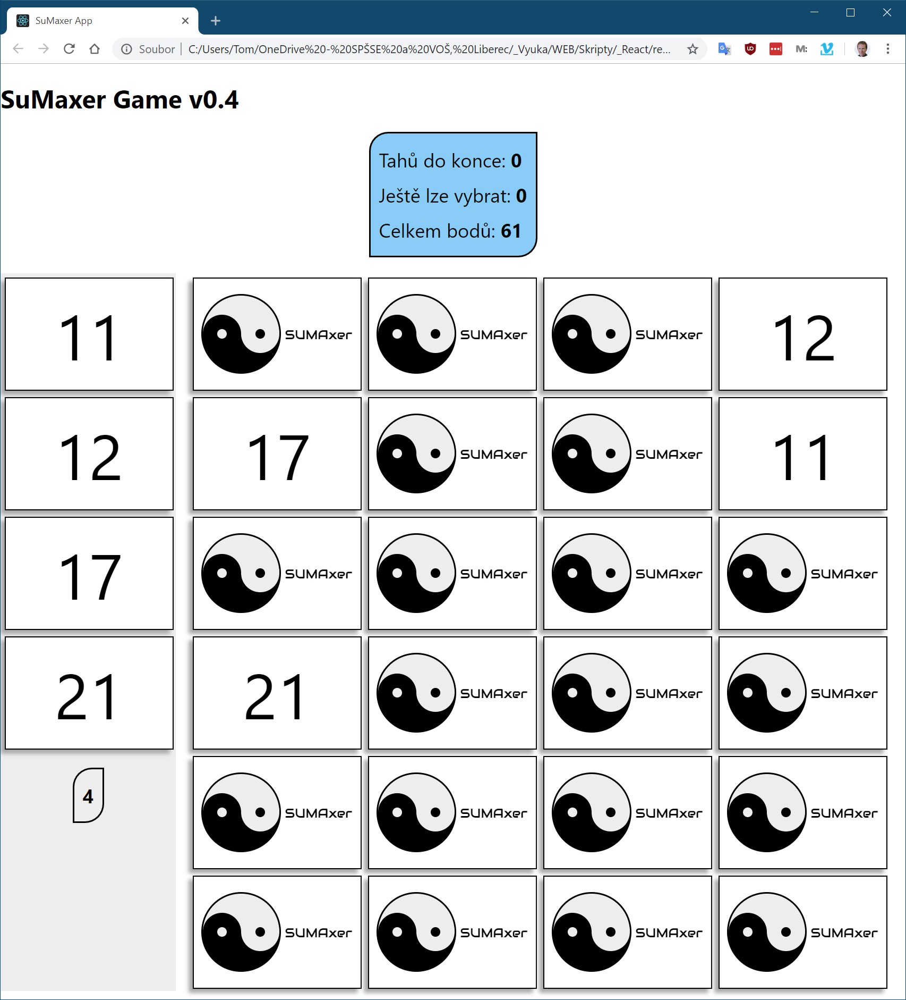 SuMaxer App
Soubor C:/Users/Tom/OneDrive%20-%20SPŠSE%20a%20VOŠ,%20Liberec/_Vyuka/WEB/Skripty/_React/re...
M:
SuMaxer Game v0.4
Tahů do konce: 0
Ještě lze vybrat: 0
Celkem bodů: 61
11 SUMAxer SUMAxer SUMAxer 12
12 17 SUMAxer SUMAxer 11
17 SUMAxer SUMAxer SUMAxer SUMAxer
21 21 SUMAxer SUMAxer SUMAxer
4 SUMAxer SUMAxer SUMAxer SUMAxer
SUMAxer SUMAxer SUMAxer SUMAxer